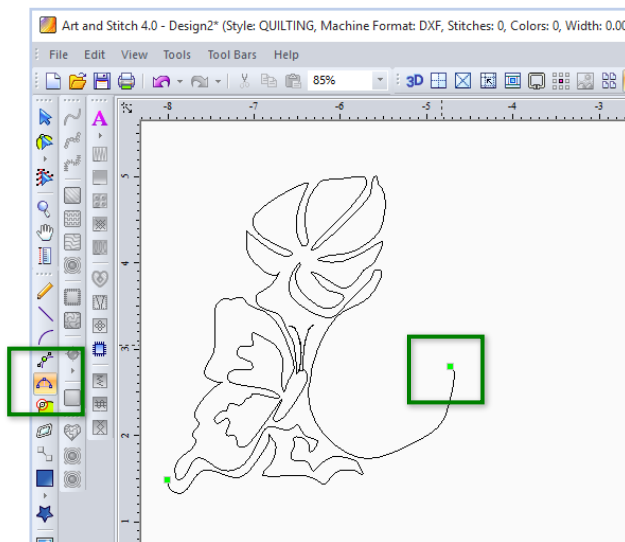 Art and Stitch 4.0 - Design2* (Style: QUILTING, Machine Format: DXF, Stitches: 0, Colors: 0, Width: 0.00
File Edit View Tools Tool Bars Help
85% 3D
-8 -7 -6 -5 -4 -3
A
5
4
3
2
1